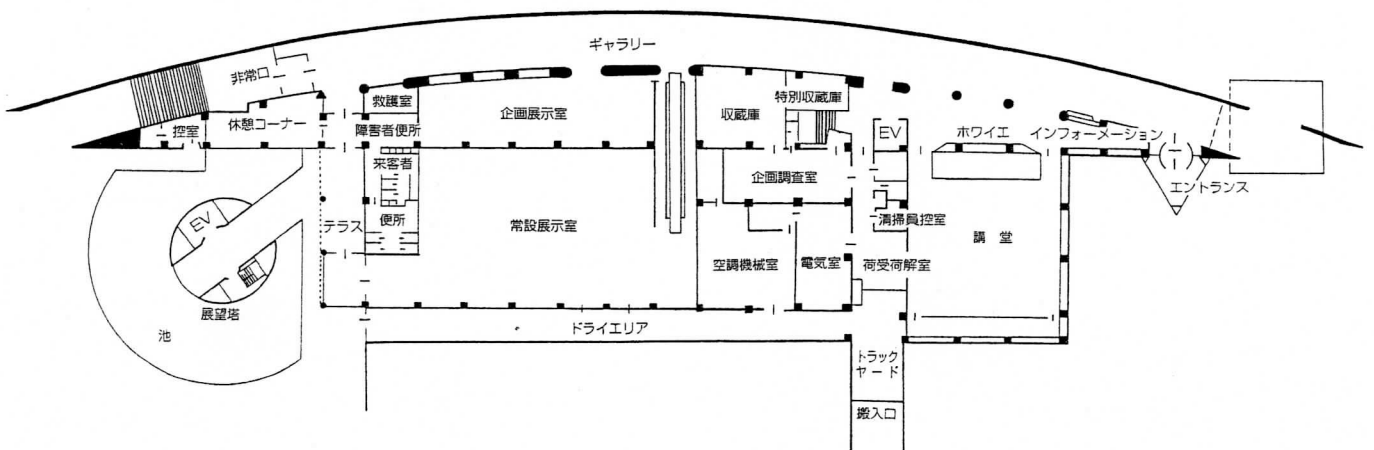 ギャラリー
非常口
救護室
企画展示室
収蔵庫
特別収蔵庫
控室
休憩コーナー
障害者便所
EV
ホワイエ
インフォーメーション
来客者
便所
企画調査室
エントランス
EV
テラス
常設展示室
清掃員控室
講堂
空調機械室
電気室
荷受荷解室
展望塔
池
ドライエリア
トラック
ヤード
搬入口